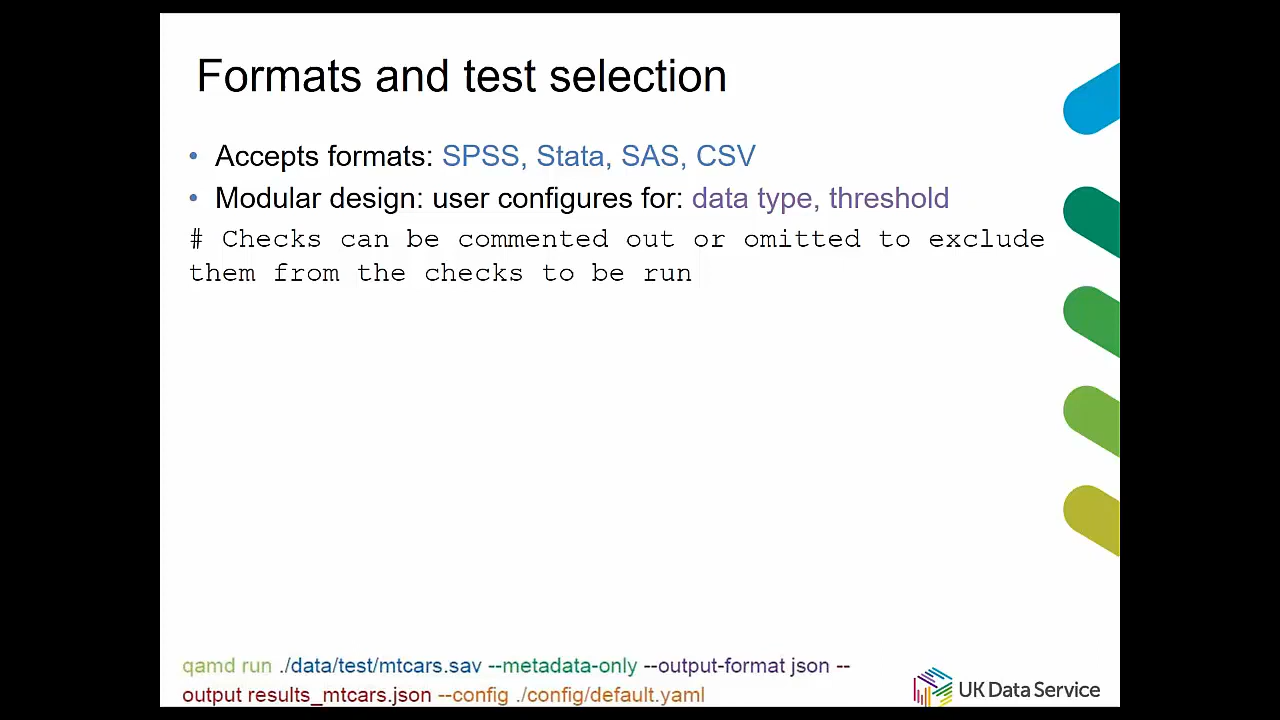 Formats and test selection
• Accepts formats: SPSS, Stata, SAS, CSV
• Modular design: user configures for: data type, threshold
# Checks can be commented out or omitted to exclude
them from the checks to be run
qamd run ./data/test/mtcars.sav --metadata-only --output-format json --
output results_mtcars.json --config ./config/default.yaml
UK Data Service